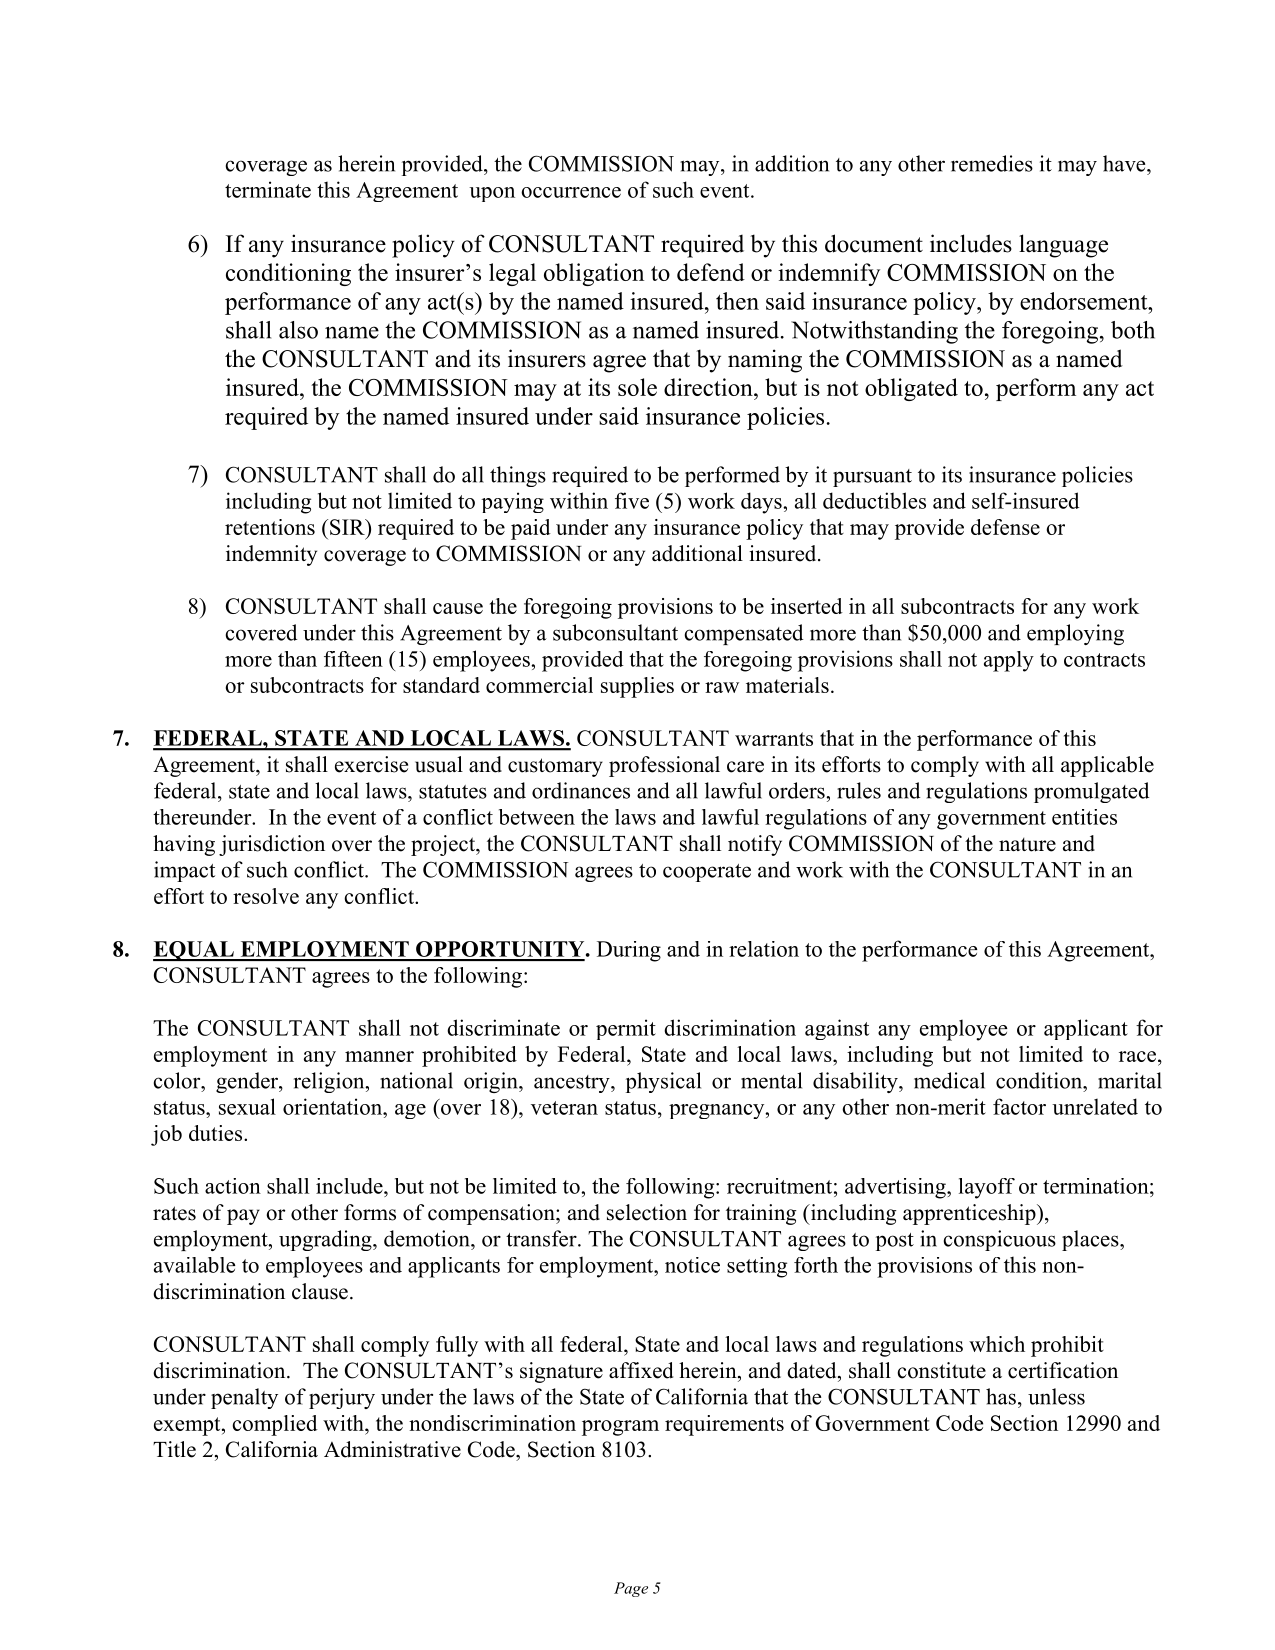 coverage as herein provided, the COMMISSION may, in addition to any other remedies it may have,
terminate this Agreement  upon occurrence of such event.
6) If any insurance policy of CONSULTANT required by this document includes language
conditioning the insurer’s legal obligation to defend or indemnify COMMISSION on the
performance of any act(s) by the named insured, then said insurance policy, by endorsement,
shall also name the COMMISSION as a named insured. Notwithstanding the foregoing, both
the CONSULTANT and its insurers agree that by naming the COMMISSION as a named
insured, the COMMISSION may at its sole direction, but is not obligated to, perform any act
required by the named insured under said insurance policies.
7) CONSULTANT shall do all things required to be performed by it pursuant to its insurance policies
including but not limited to paying within five (5) work days, all deductibles and self-insured
retentions (SIR) required to be paid under any insurance policy that may provide defense or
indemnity coverage to COMMISSION or any additional insured.
8) CONSULTANT shall cause the foregoing provisions to be inserted in all subcontracts for any work
covered under this Agreement by a subconsultant compensated more than $50,000 and employing
more than fifteen (15) employees, provided that the foregoing provisions shall not apply to contracts
or subcontracts for standard commercial supplies or raw materials.
7. FEDERAL, STATE AND LOCAL LAWS. CONSULTANT warrants that in the performance of this
Agreement, it shall exercise usual and customary professional care in its efforts to comply with all applicable
federal, state and local laws, statutes and ordinances and all lawful orders, rules and regulations promulgated
thereunder.  In the event of a conflict between the laws and lawful regulations of any government entities
having jurisdiction over the project, the CONSULTANT shall notify COMMISSION of the nature and
impact of such conflict.  The COMMISSION agrees to cooperate and work with the CONSULTANT in an
effort to resolve any conflict.
8. EQUAL EMPLOYMENT OPPORTUNITY. During and in relation to the performance of this Agreement,
CONSULTANT agrees to the following:
The CONSULTANT shall not discriminate or permit discrimination against any employee or applicant for
employment in any manner prohibited by Federal, State and local laws, including but not limited to race,
color, gender, religion, national origin, ancestry, physical or mental disability, medical condition, marital
status, sexual orientation, age (over 18), veteran status, pregnancy, or any other non-merit factor unrelated to
job duties.
Such action shall include, but not be limited to, the following: recruitment; advertising, layoff or termination;
rates of pay or other forms of compensation; and selection for training (including apprenticeship),
employment, upgrading, demotion, or transfer. The CONSULTANT agrees to post in conspicuous places,
available to employees and applicants for employment, notice setting forth the provisions of this non-
discrimination clause.
CONSULTANT shall comply fully with all federal, State and local laws and regulations which prohibit
discrimination.  The CONSULTANT’s signature affixed herein, and dated, shall constitute a certification
under penalty of perjury under the laws of the State of California that the CONSULTANT has, unless
exempt, complied with, the nondiscrimination program requirements of Government Code Section 12990 and
Title 2, California Administrative Code, Section 8103.
Page 5